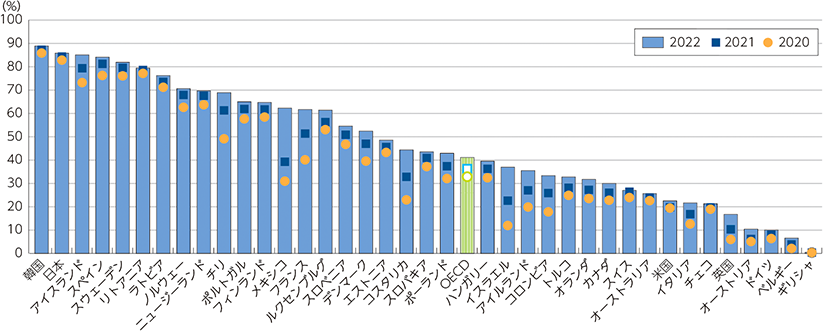 (%)
100
90
80
70
60
50
40
30
20
10
0
2022 2021 2020
韓国
日本
アイスランド
スペイン
スウェーデン
リトアニア
ラトビア
ノルウェー
ニュージーランド
チリ
ポルトガル
フィンランド
メキシコ
フランス
ルクセンブルグ
スロベニア
デンマーク
エストニア
コスタリカ
スロバキア
ポーランド
OECD
ハンガリー
イスラエル
アイルランド
コロンビア
トルコ
オランダ
カナダ
スイス
オーストラリア
米国
イタリア
チェコ
英国
オーストリア
ドイツ
ベルギー
ギリシャ